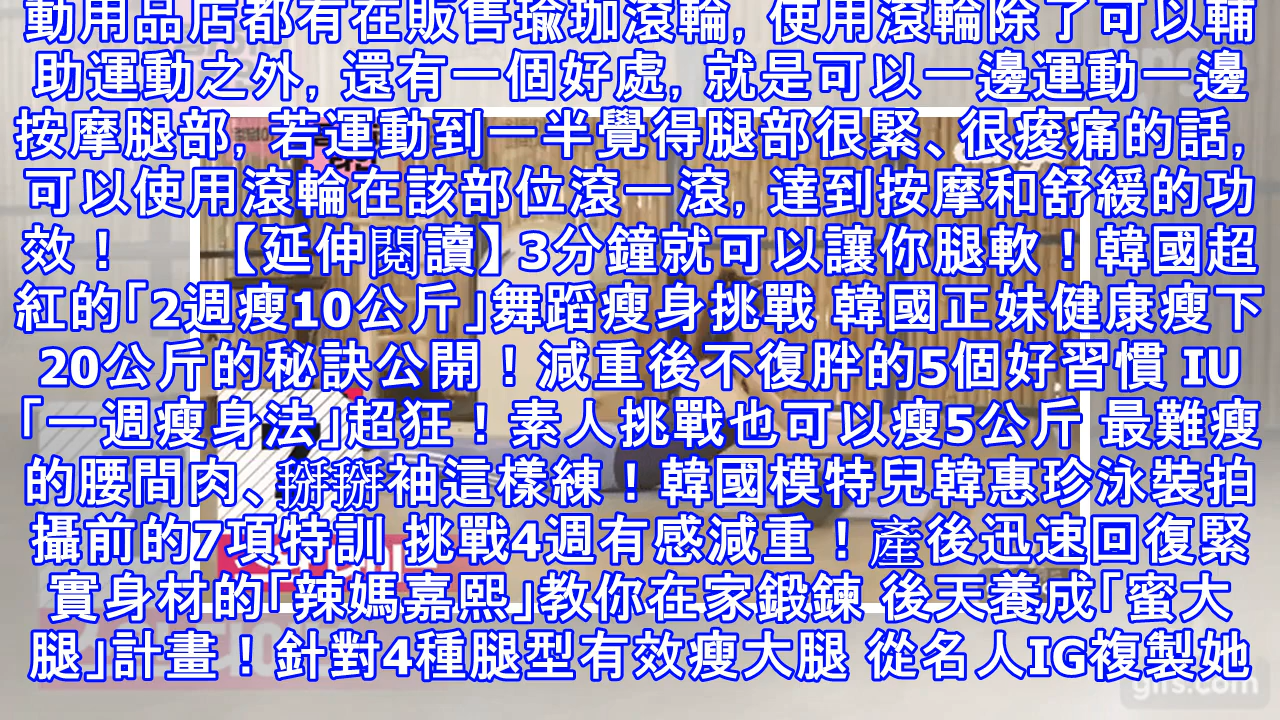 動用品店都有在販售瑜珈滾輪, 使用滾輪除了可以輔
助運動之外, 還有一個好處, 就是可以一邊運動一邊
按摩腿部, 若運動到一半覺得腿部很緊、很痠痛的話,
可以使用滾輪在該部位滾一滾, 達到按摩和舒緩的功
效！ 【延伸閱讀】3分鐘就可以讓你腿軟！韓國超
紅的「2週瘦10公斤」舞蹈瘦身挑戰 韓國正妹健康瘦下
20公斤的秘訣公開！減重後不復胖的5個好習慣 IU
「一週瘦身法」超狂！素人挑戰也可以瘦5公斤 最難瘦
的腰間肉、掰掰袖這樣練！韓國模特兒韓惠珍泳裝拍
攝前的7項特訓 挑戰4週有感減重！產後迅速回復緊
實身材的「辣媽嘉熙」教你在家鍛鍊 後天養成「蜜大
腿」計畫！針對4種腿型有效瘦大腿 從名人IG複製她
gifs.com